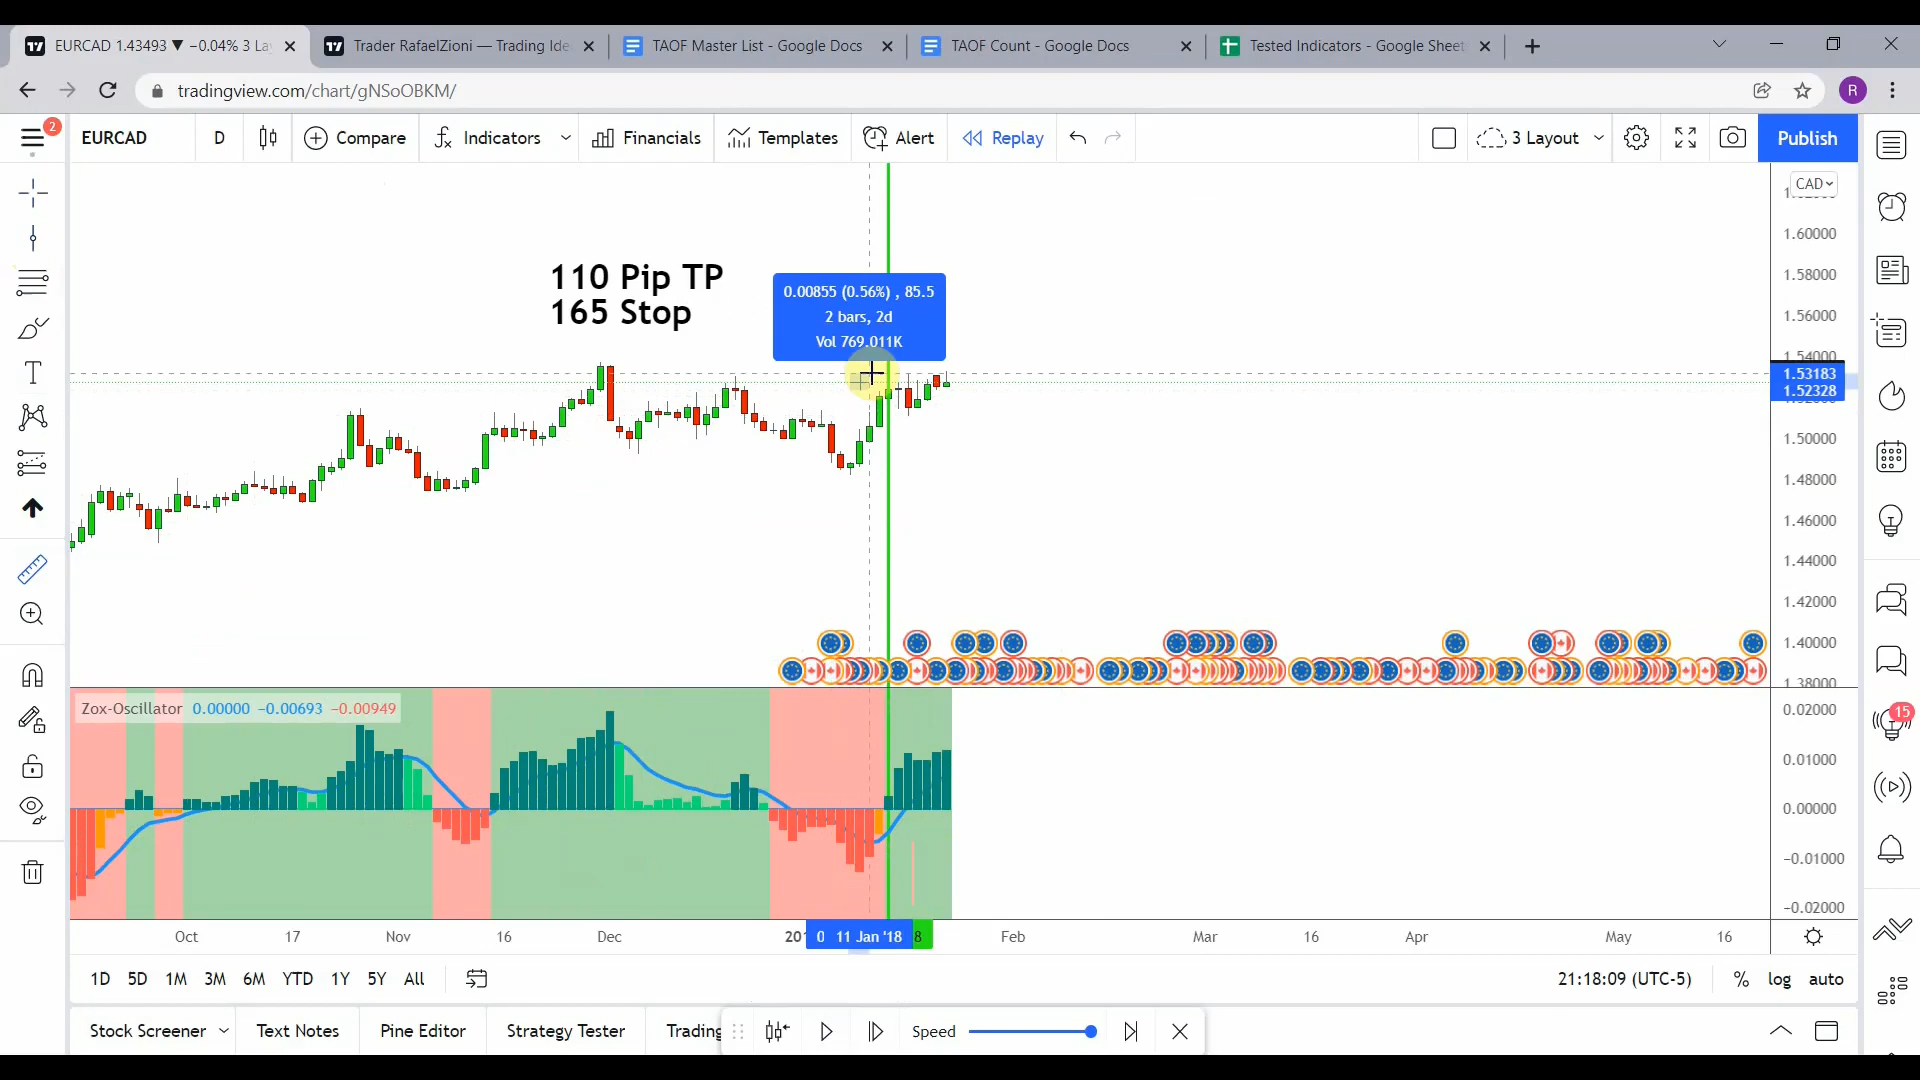 EURCAD 1.43493 ▼ −0.04% 3 La
Trader RafaelZioni — Trading Ide
TAOF Master List - Google Docs
TAOF Count - Google Docs
Tested Indicators - Google Sheet
tradingview.com/chart/gNSoOBKM/
R
2
EURCAD
D
Compare
Indicators
Financials
Templates
Alert
Replay
3 Layout
Publish
CAD
1.60000
1.58000
1.56000
1.54000
1.53183
1.52328
1.50000
1.48000
1.46000
1.44000
1.42000
1.40000
1.38000
110 Pip TP
165 Stop
0.00855 (0.56%) , 85.5
2 bars, 2d
Vol 769.011K
Zox-Oscillator 0.00000 −0.00693 −0.00949
0.02000
0.01000
0.00000
−0.01000
−0.02000
15
Oct
17
Nov
16
Dec
201
0
11 Jan '18
8
Feb
Mar
16
Apr
May
16
1D
5D
1M
3M
6M
YTD
1Y
5Y
All
21:18:09 (UTC-5)
%
log
auto
Stock Screener
Text Notes
Pine Editor
Strategy Tester
Trading
Speed